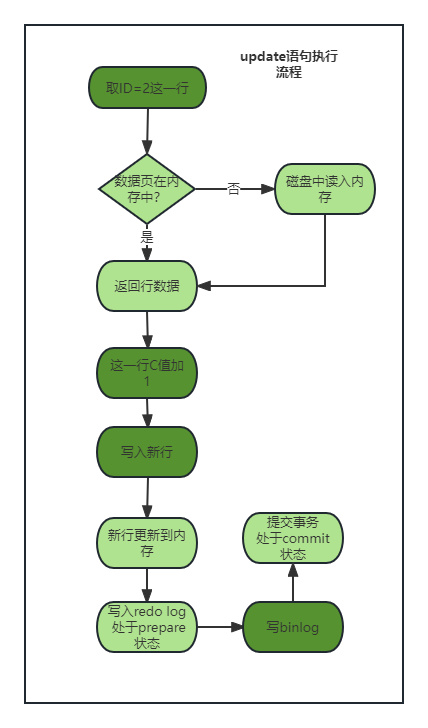 update语句执行
流程
取ID=2这一行
数据页在内
存中?
否
磁盘中读入内
存
是
返回行数据
这一行C值加
1
写入新行
新行更新到内
存
提交事务
处于commit
状态
写入redo log
处于prepare
状态
写binlog